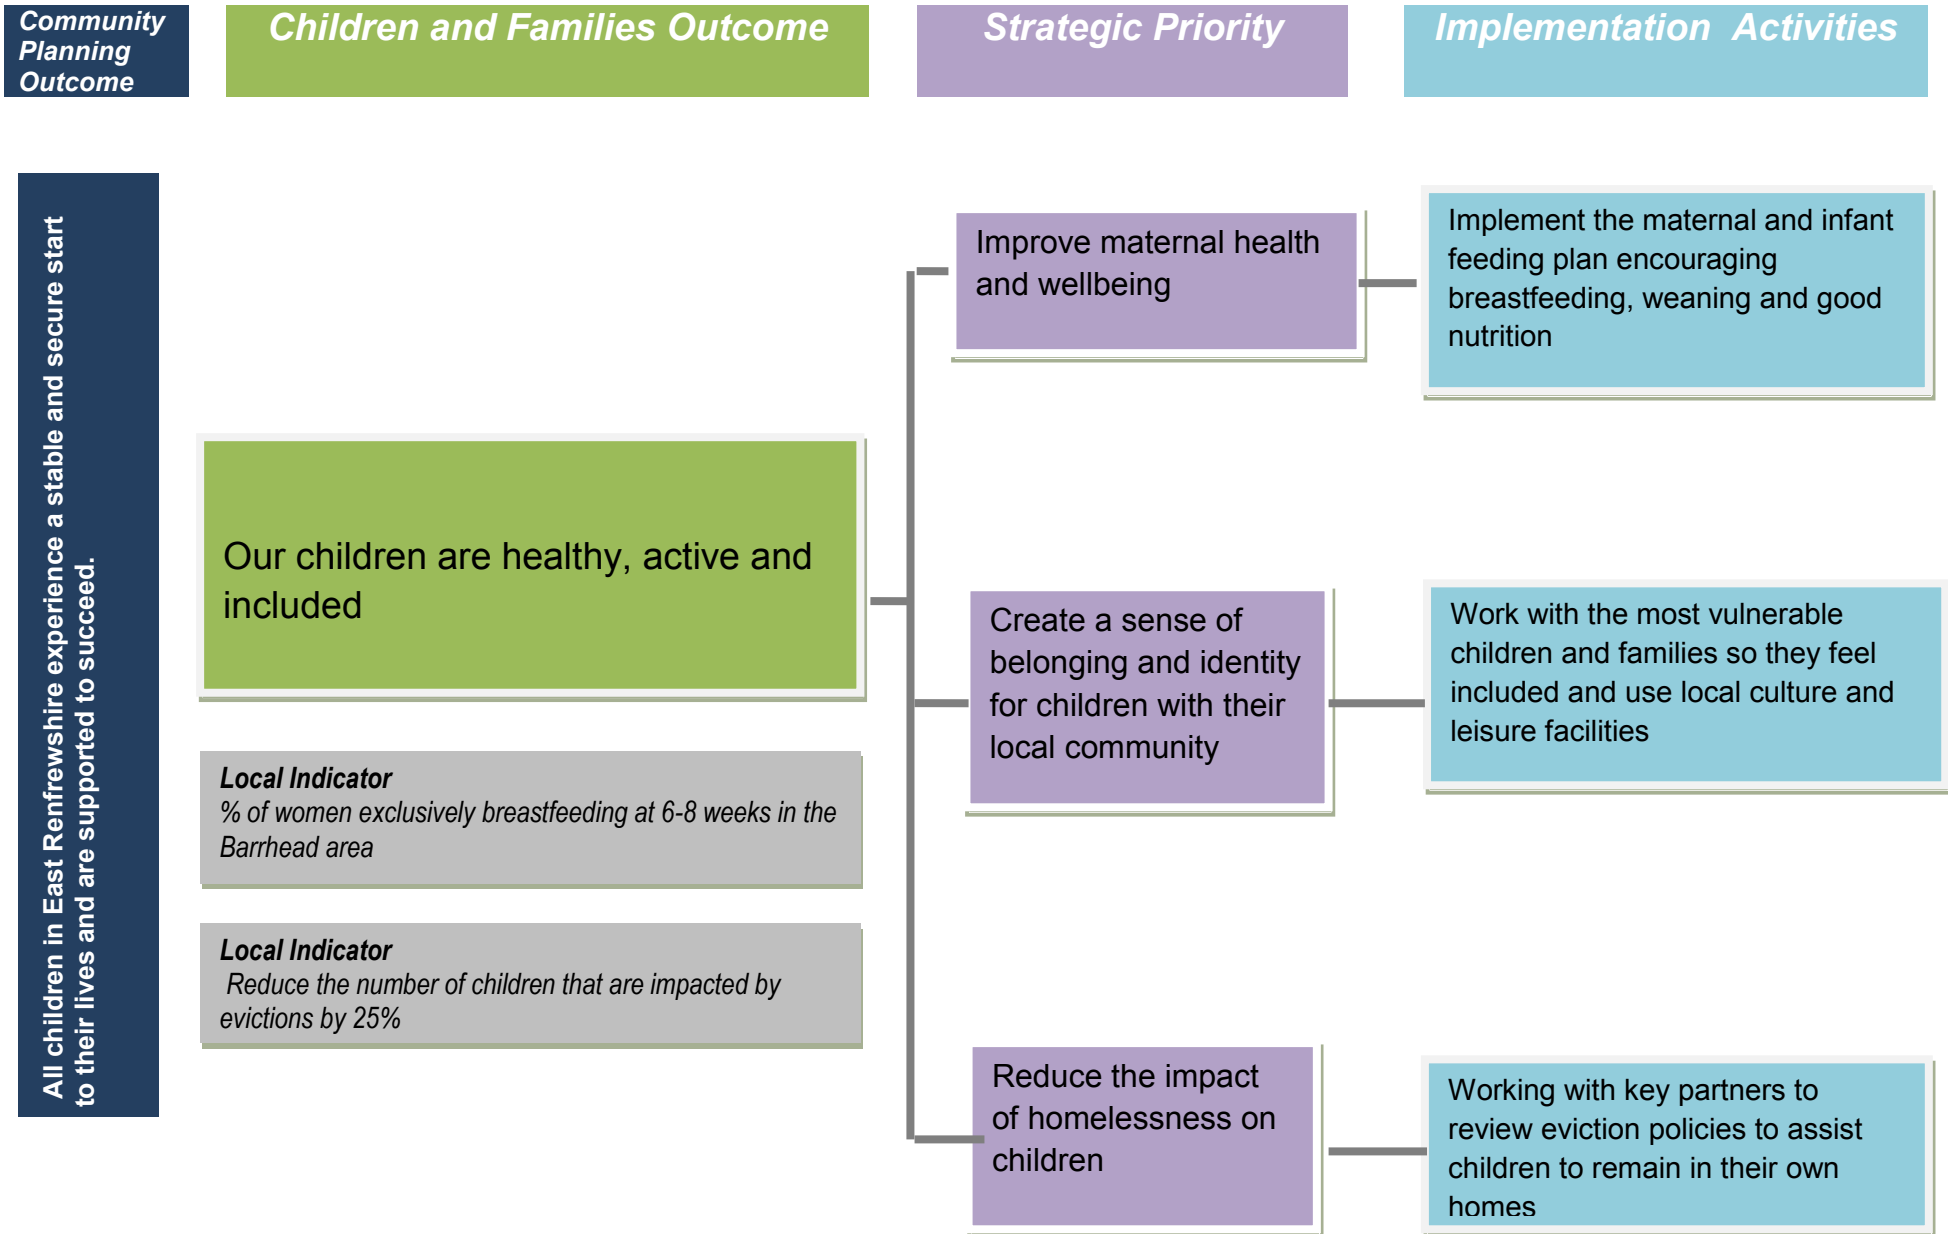 Community
Planning
Outcome
Children and Families Outcome
Strategic Priority
Implementation  Activities
All children in East Renfrewshire experience a stable and secure start
to their lives and are supported to succeed.
Our children are healthy, active and
included
Local Indicator
% of women exclusively breastfeeding at 6-8 weeks in the
Barrhead area
Local Indicator
Reduce the number of children that are impacted by
evictions by 25%
Improve maternal health
and wellbeing
Implement the maternal and infant
feeding plan encouraging
breastfeeding, weaning and good
nutrition
Create a sense of
belonging and identity
for children with their
local community
Work with the most vulnerable
children and families so they feel
included and use local culture and
leisure facilities
Reduce the impact
of homelessness on
children
Working with key partners to
review eviction policies to assist
children to remain in their own
homes